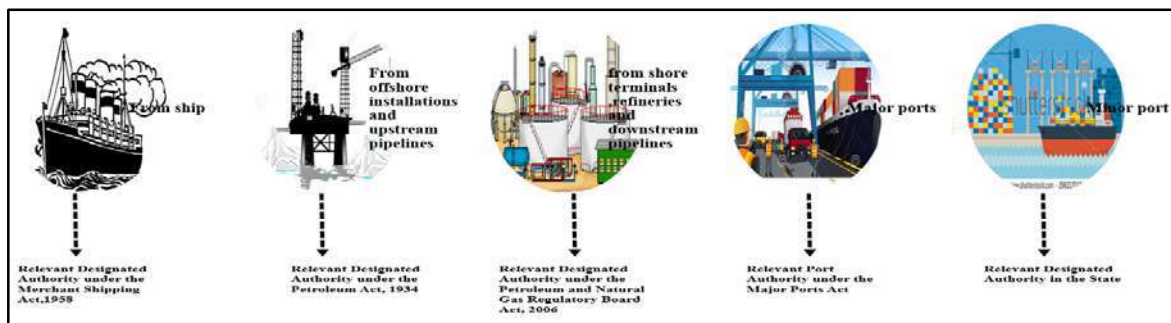 From ship
From
offshore
installations
and
upstream
pipelines
from shore
terminals
,refineries
and
downstream
pipelines
Major ports
Minor port
Relevant Designated
Authority under the
Merchant Shipping
Act,1958
Relevant Designated
Authority under the
Petroleum Act, 1934
Relevant Designated
Authority under the
Petroleum and Natural
Gas Regulatory Board
Act, 2006
Relevant Port
Authority under the
Major Ports Act
Relevant Designated
Authority in the State